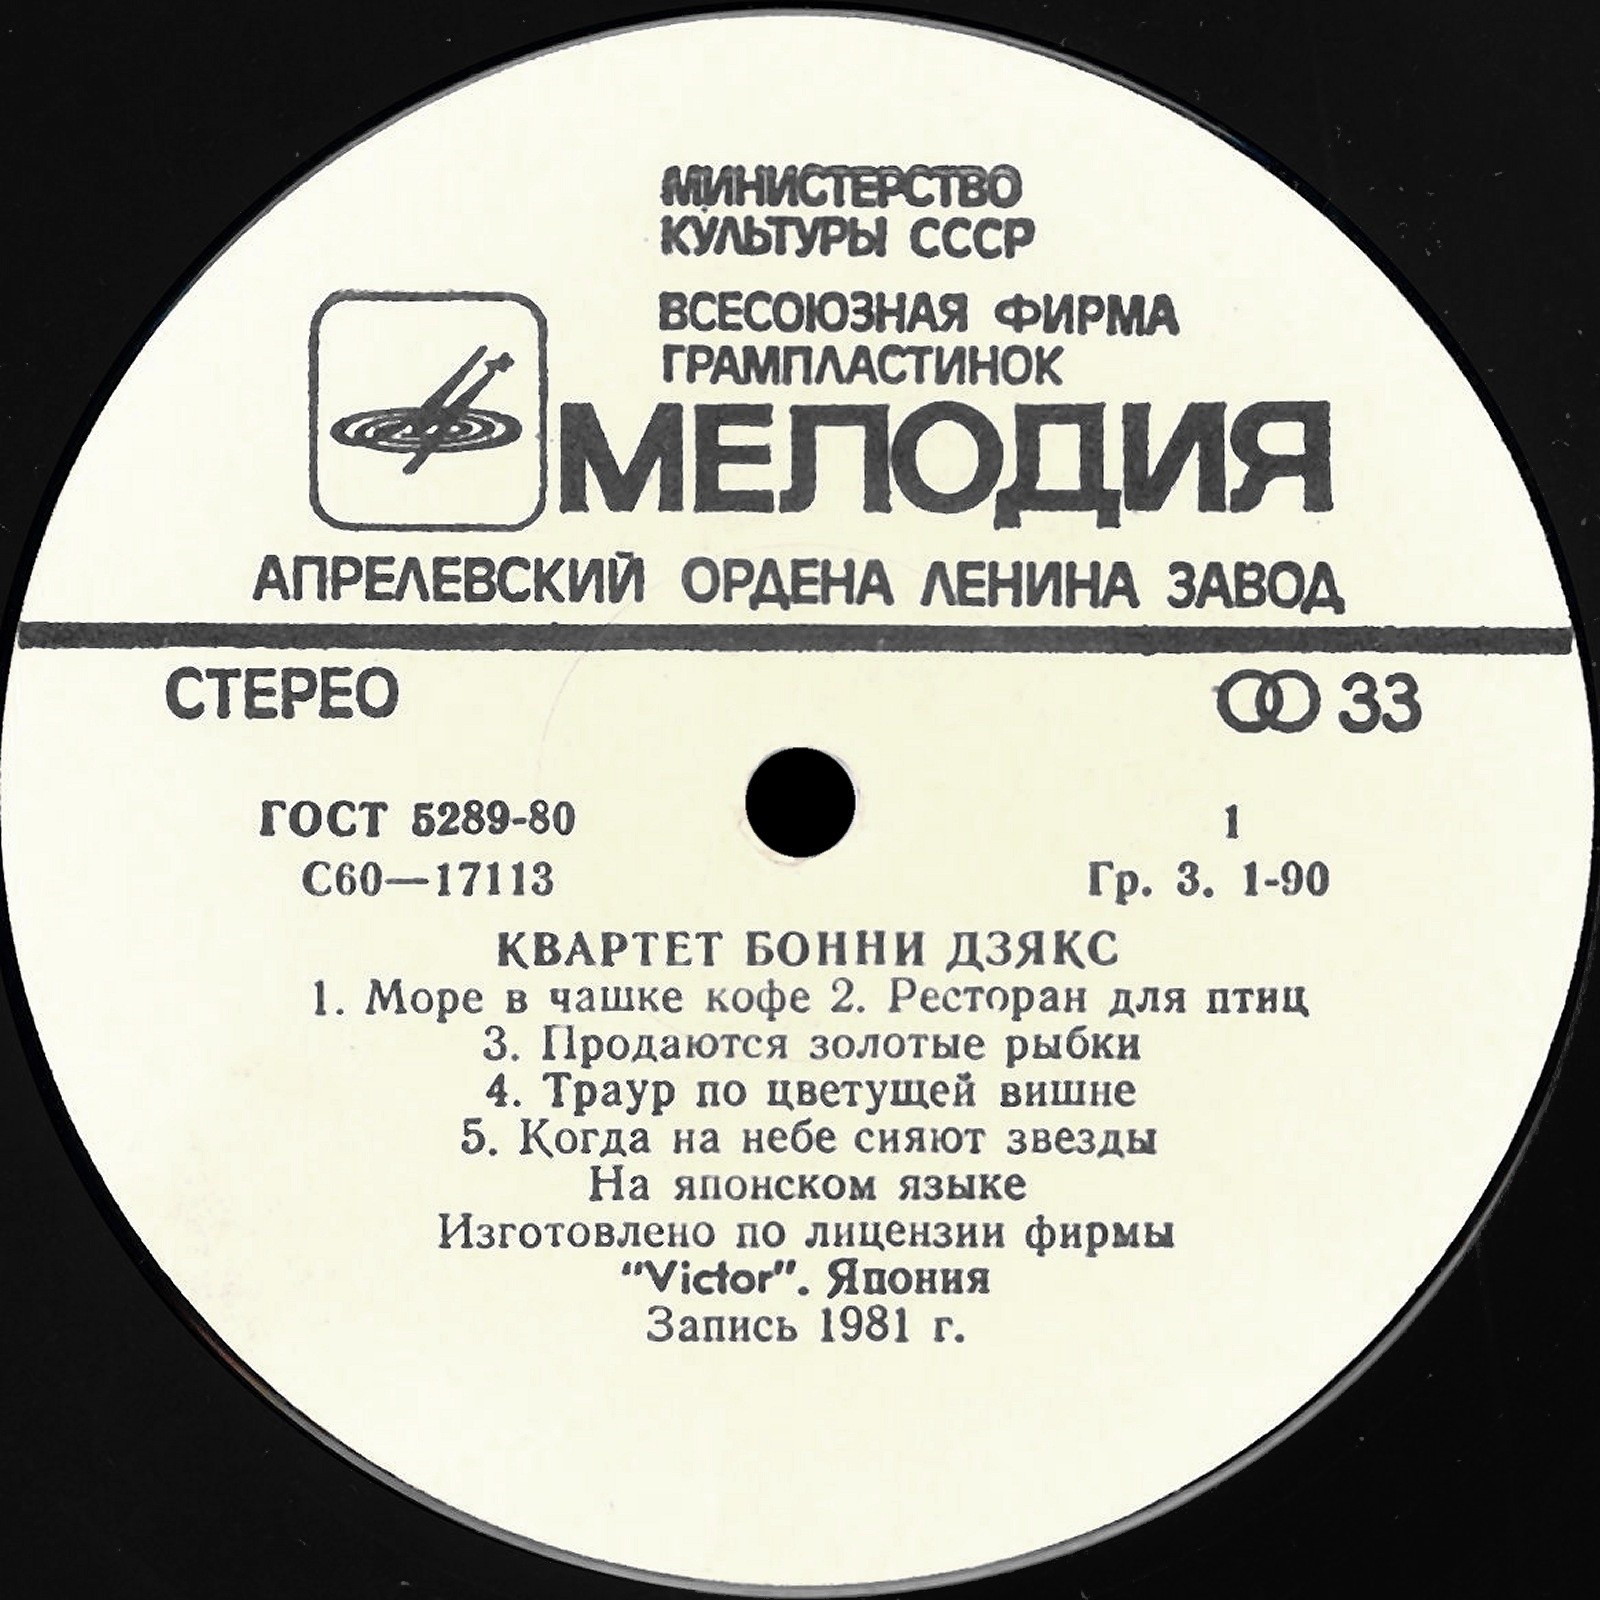 МИНИСТЕРСТВО
КУЛЬТУРЫ СССР
ВСЕСОЮЗНАЯ ФИРМА
ГРАМПЛАСТИНОК
МЕЛОДИЯ
АПРЕЛЕВСКИЙ ОРДЕНА ЛЕНИНА ЗАВОД
СТЕРЕО 33
ГОСТ 5289-80 1
С60—17113 Гр. 3. 1-90
КВАРТЕТ БОННИ ДЗЯКС
1. Море в чашке кофе 2. Ресторан для птиц
3. Продаются золотые рыбки
4. Траур по цветущей вишне
5. Когда на небе сияют звезды
На японском языке
Изготовлено по лицензии фирмы
"Victor". Япония
Запись 1981 г.